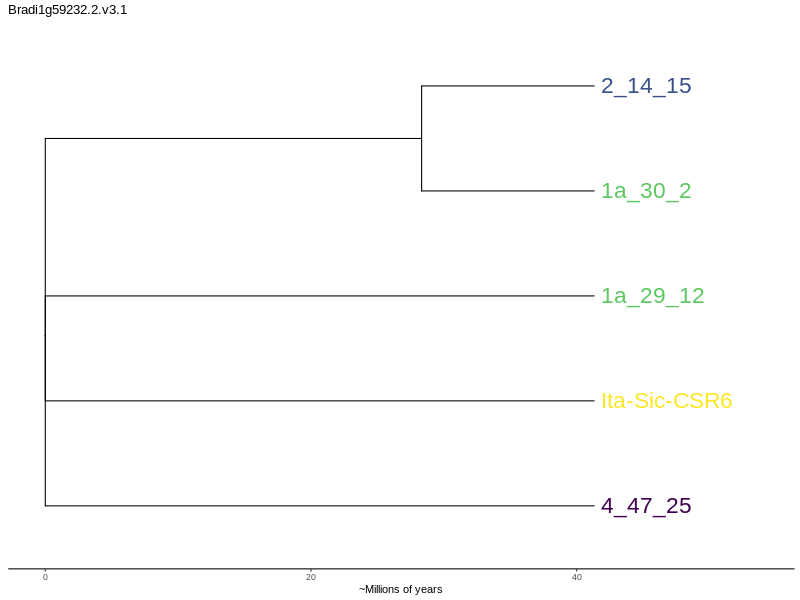 Bradi1g59232.2.v3.1
2_14_15
1a_30_2
1a_29_12
Ita-Sic-CSR6
4_47_25
0 20 40
~Millions of years